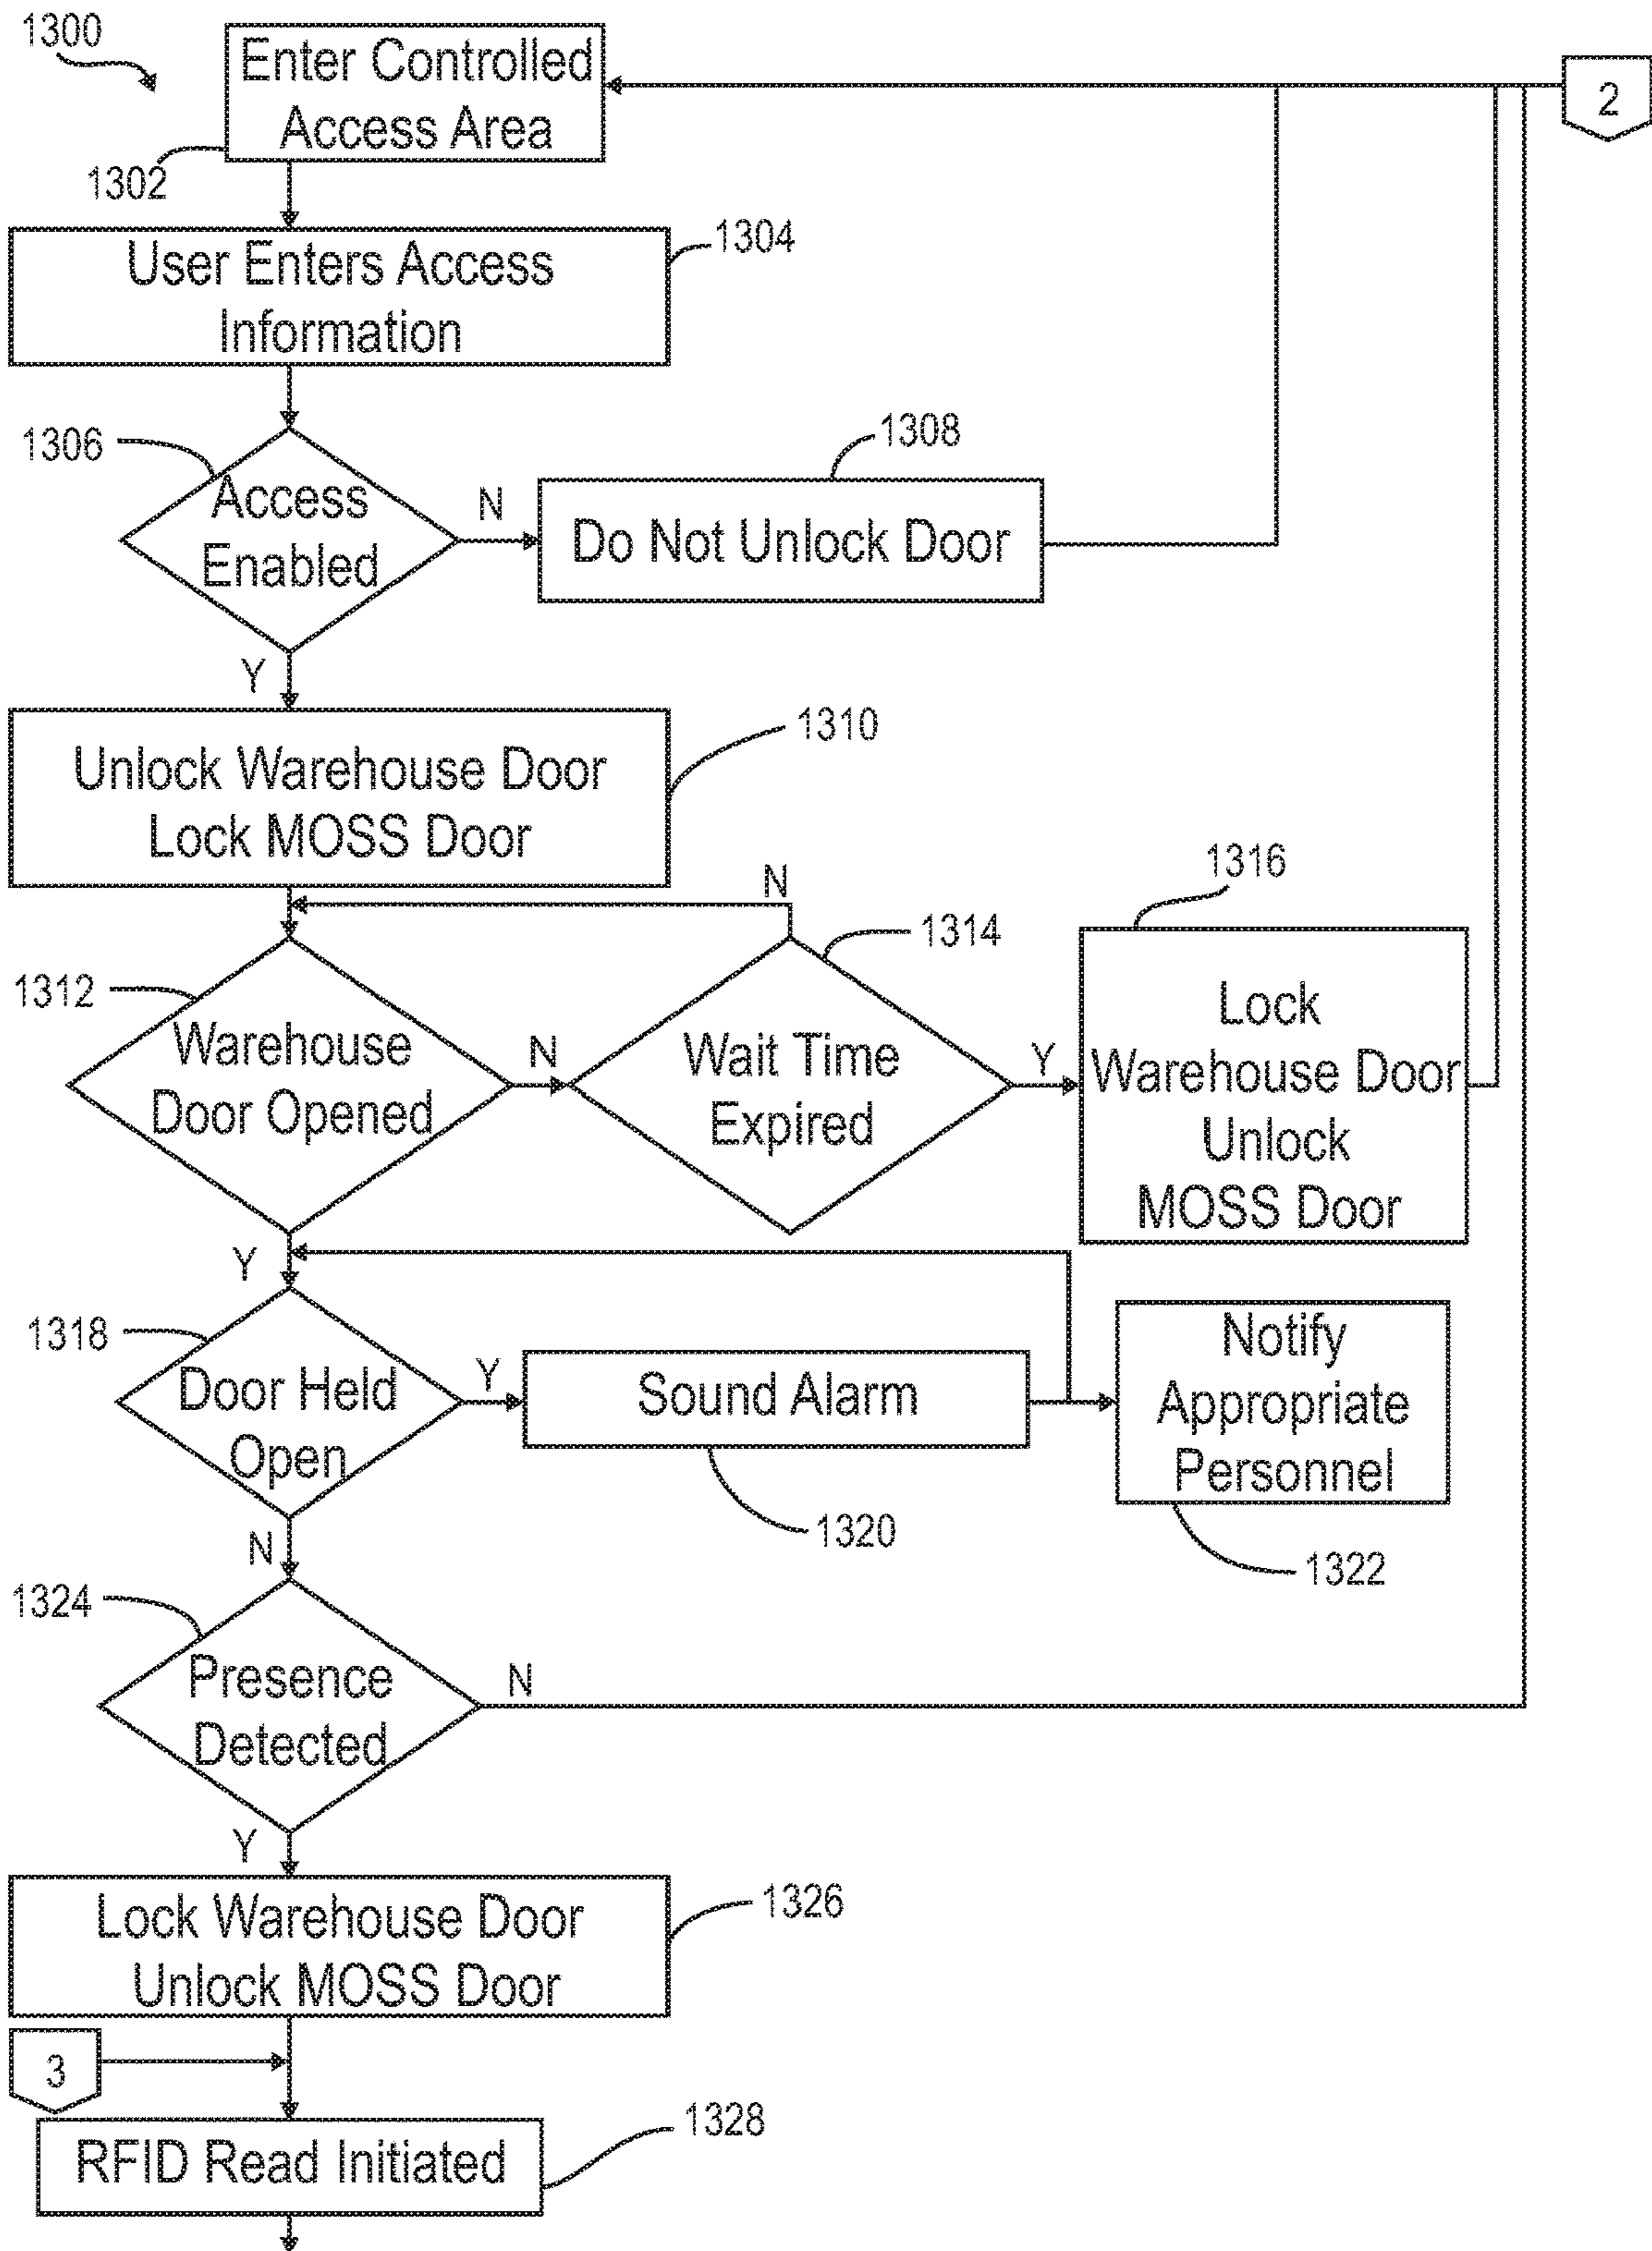 1300
Enter Controlled
Access Area
2
1302
User Enters Access
Information
1304
1306
Access
Enabled
N
1308
Do Not Unlock Door
Y
Unlock Warehouse Door
Lock MOSS Door
1310
N
1312
Warehouse
Door Opened
N
1314
Wait Time
Expired
Y
1316
Lock
Warehouse Door
Unlock
MOSS Door
Y
1318
Door Held
Open
Y
Sound Alarm
1320
Notify
Appropriate
Personnel
1322
N
1324
Presence
Detected
N
Y
Lock Warehouse Door
Unlock MOSS Door
1326
3
RFID Read Initiated
1328